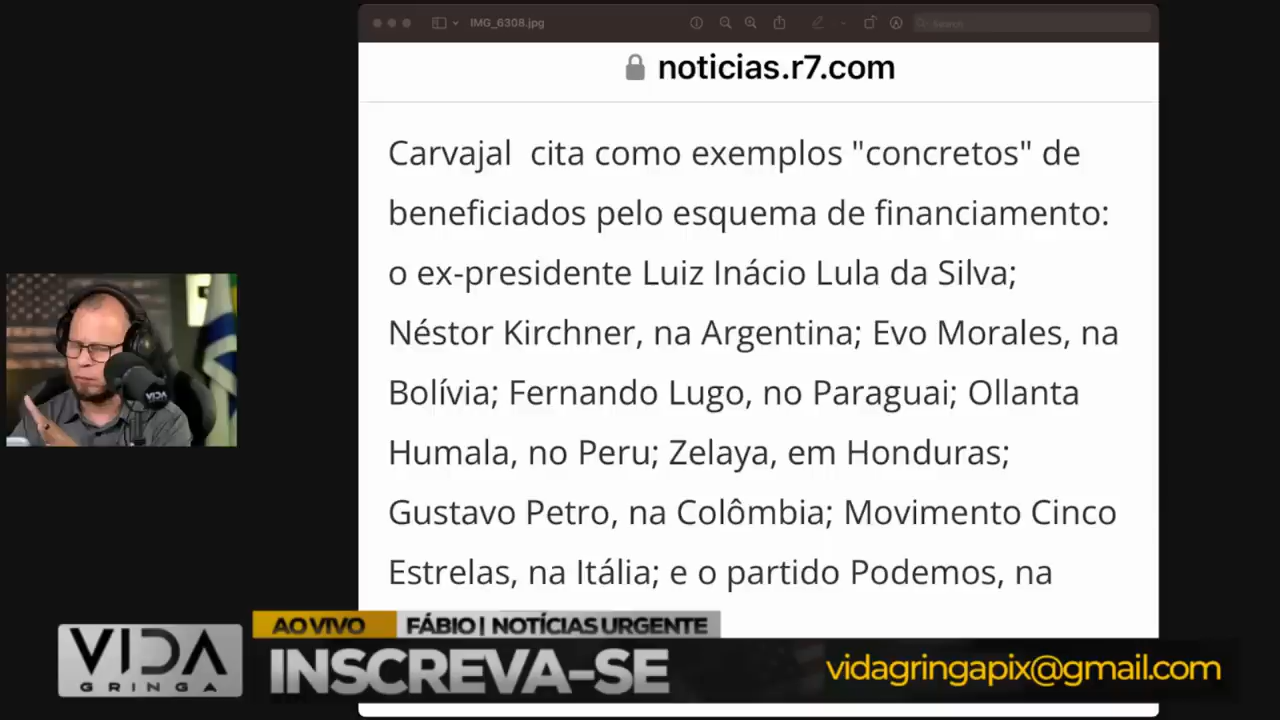 IMG_6308.jpg
Search
noticias.r7.com
Carvajal cita como exemplos "concretos" de
beneficiados pelo esquema de financiamento:
o ex-presidente Luiz Inácio Lula da Silva;
Néstor Kirchner, na Argentina; Evo Morales, na
Bolívia; Fernando Lugo, no Paraguai; Ollanta
Humala, no Peru; Zelaya, em Honduras;
Gustavo Petro, na Colômbia; Movimento Cinco
Estrelas, na Itália; e o partido Podemos, na
VIDA
AO VIVO FÁBIO | NOTÍCIAS URGENTE
VIDA
GRINGA
INSCREVA-SE
vidagringapix@gmail.com